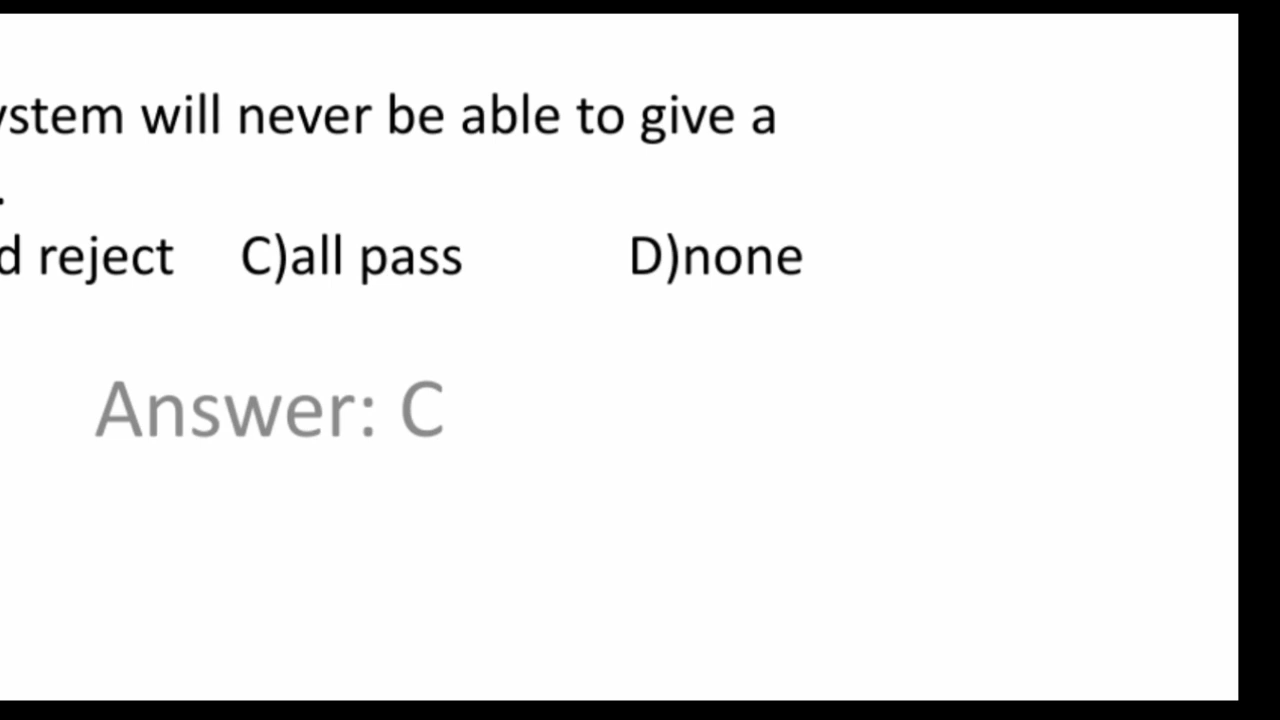 ystem will never be able to give a
.
d reject C)all pass D)none
Answer: C